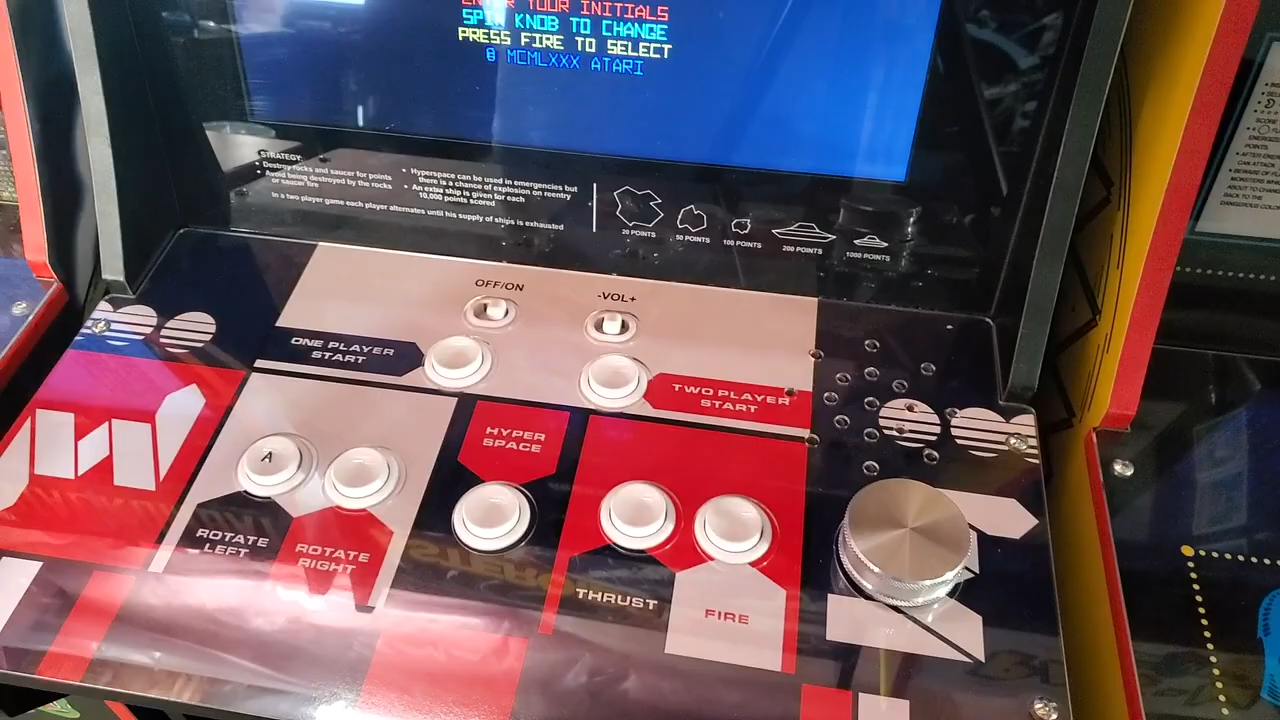 ENTER YOUR INITIALS
SPIN KNOB TO CHANGE
PRESS FIRE TO SELECT
MCMLXXX ATARI
STRATEGY:
• Destroy rocks and saucer for points
• Avoid being destroyed by the rocks
or saucer fire
• Hyperspace can be used in emergencies but
there is a chance of explosion on reentry
• An extra ship is given for each
10,000 points scored
In a two player game each player alternates until his supply of ships is exhausted
20 POINTS
50 POINTS
100 POINTS
200 POINTS
1000 POINTS
OFF/ON
-VOL+
ONE PLAYER
START
TWO PLAYER
START
HYPER
SPACE
A
ROTATE
LEFT
ROTATE
RIGHT
THRUST
FIRE